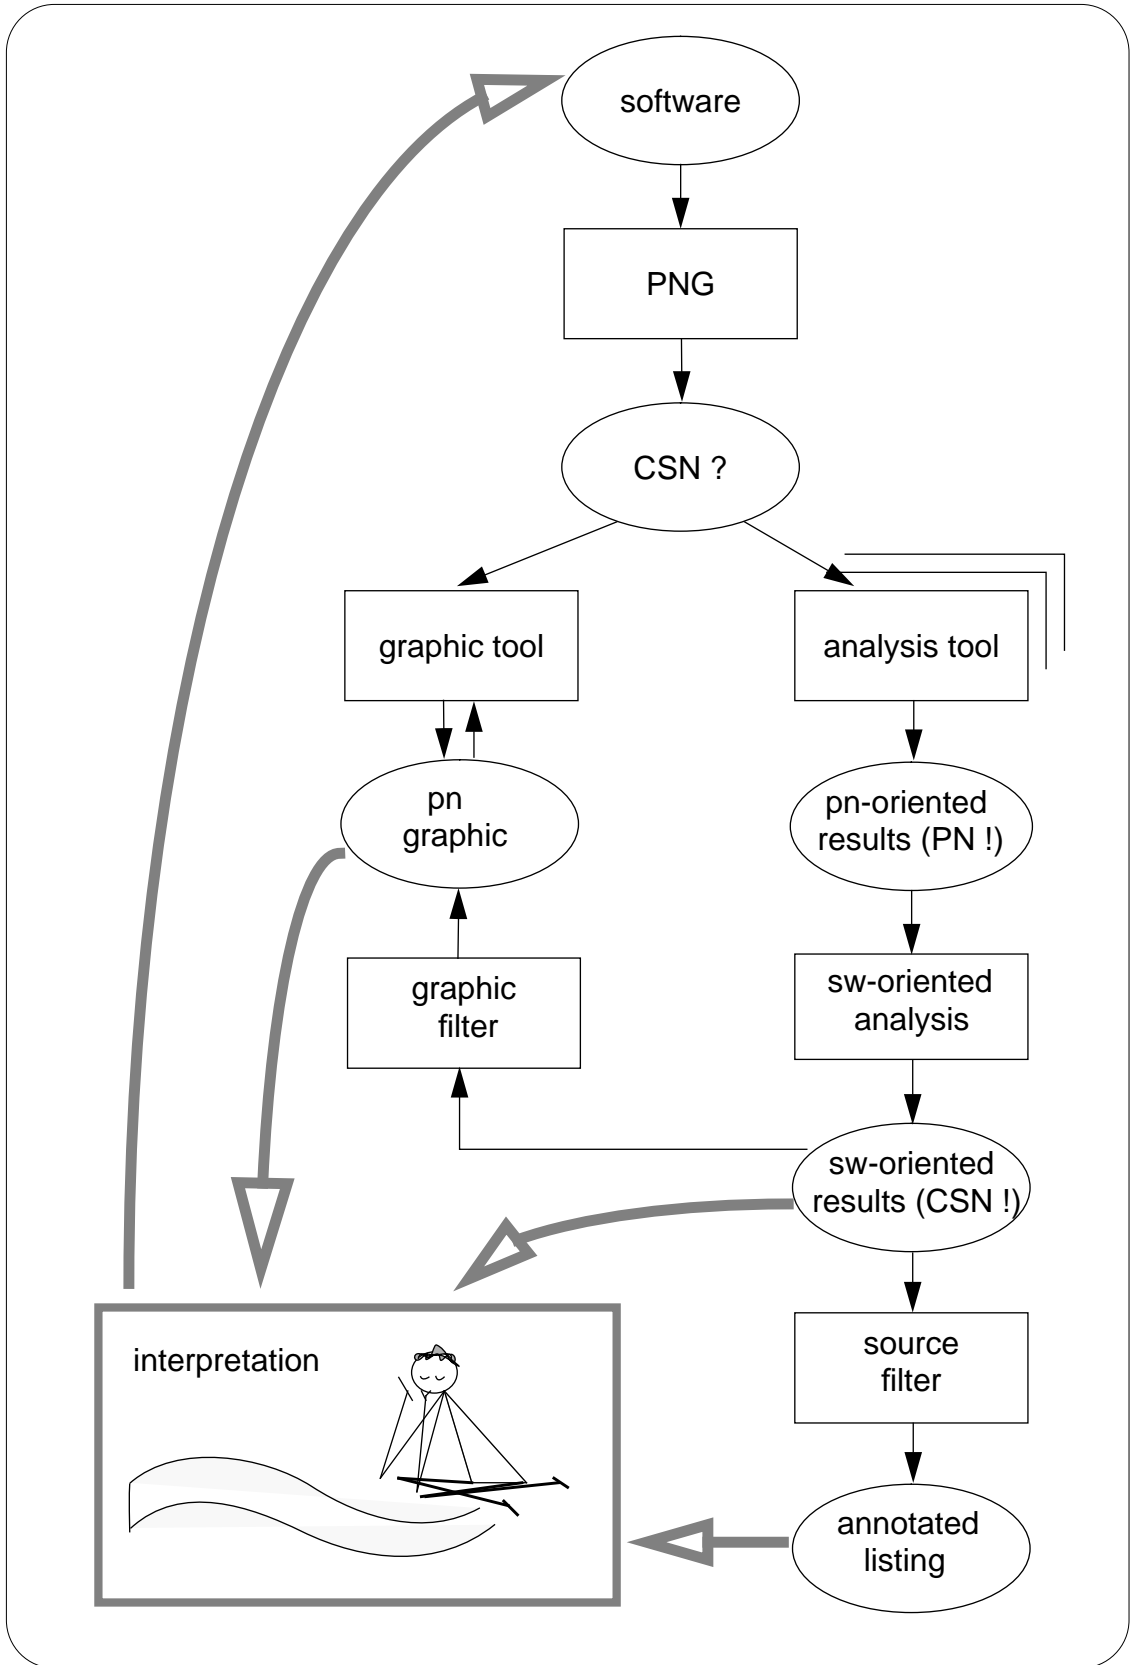 software
PNG
CSN ?
graphic tool
analysis tool
pn
graphic
pn-oriented
results (PN !)
graphic
filter
sw-oriented
analysis
sw-oriented
results (CSN !)
source
filter
interpretation
annotated
listing